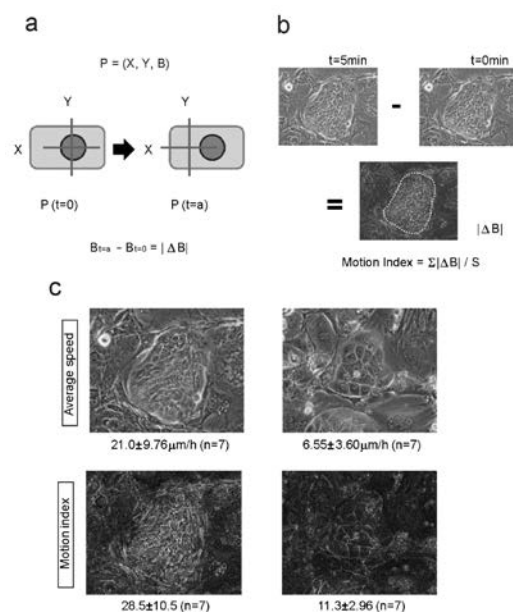 a
P = (X, Y, B)
Y
Y
X
X
P (t=0)
P (t=a)
Bt=a − Bt=0 = | ΔB|
b
t=5min
t=0min
-
=
|ΔB|
Motion Index = Σ|ΔB| / S
c
Average speed
21.0±9.76μm/h (n=7)
6.55±3.60μm/h (n=7)
Motion index
28.5±10.5 (n=7)
11.3±2.96 (n=7)